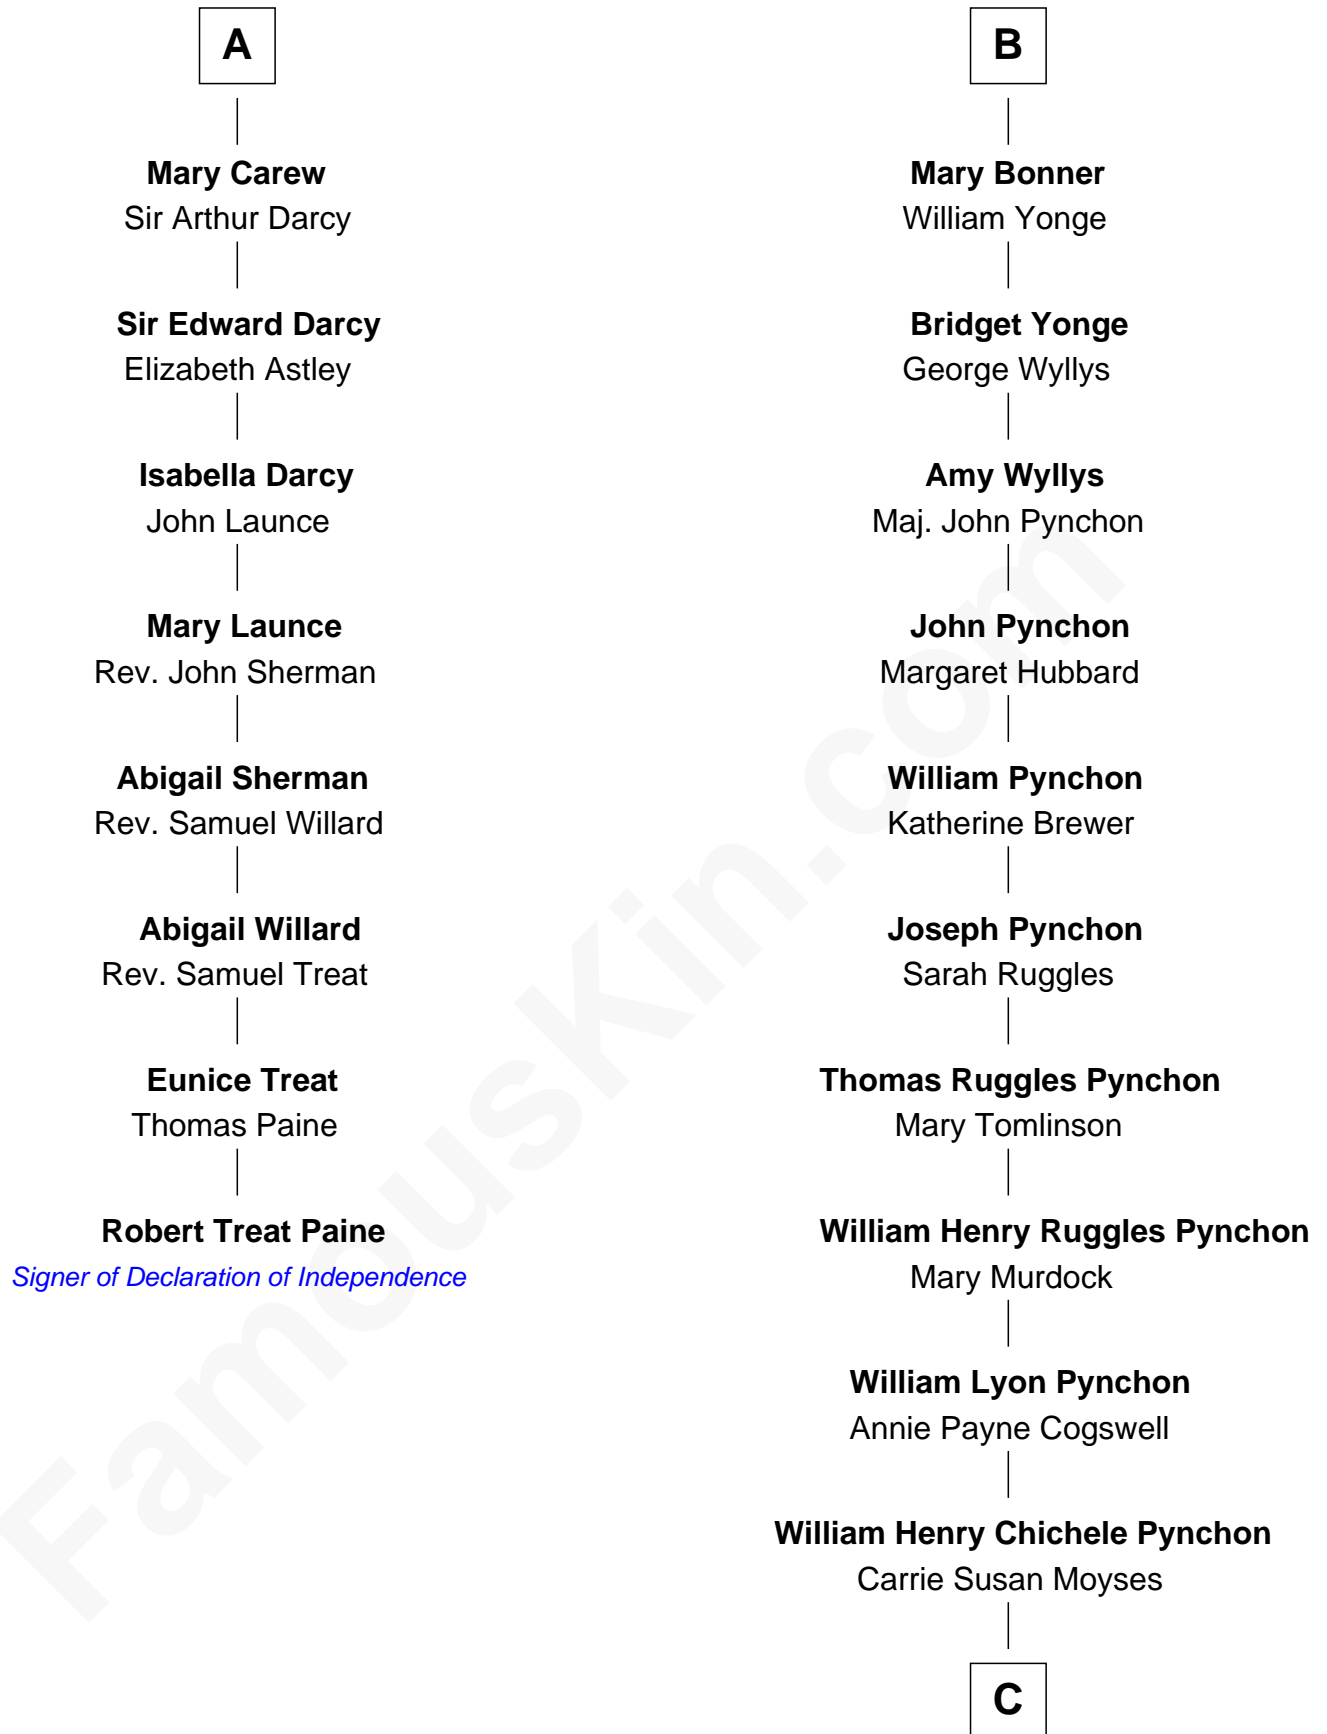 A
Mary Carew
Sir Arthur Darcy
Sir Edward Darcy
Elizabeth Astley
Isabella Darcy
John Launce
Mary Launce
Rev. John Sherman
Abigail Sherman
Rev. Samuel Willard
Abigail Willard
Rev. Samuel Treat
Eunice Treat
Thomas Paine
Robert Treat Paine
Signer of Declaration of Independence
B
Mary Bonner
William Yonge
Bridget Yonge
George Wyllys
Amy Wyllys
Maj. John Pynchon
John Pynchon
Margaret Hubbard
William Pynchon
Katherine Brewer
Joseph Pynchon
Sarah Ruggles
Thomas Ruggles Pynchon
Mary Tomlinson
William Henry Ruggles Pynchon
Mary Murdock
William Lyon Pynchon
Annie Payne Cogswell
William Henry Chichele Pynchon
Carrie Susan Moyses
C
FamousKin.com